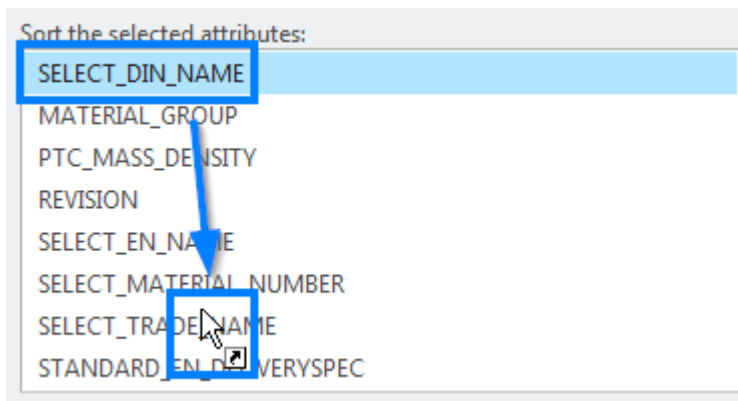 Sort the selected attributes:
SELECT_DIN_NAME
MATERIAL_GROUP
PTC_MASS_DENSITY
REVISION
SELECT_EN_NAME
SELECT_MATERIAL_NUMBER
SELECT_TRADE_NAME
STANDARD_EN_DELIVERYSPEC